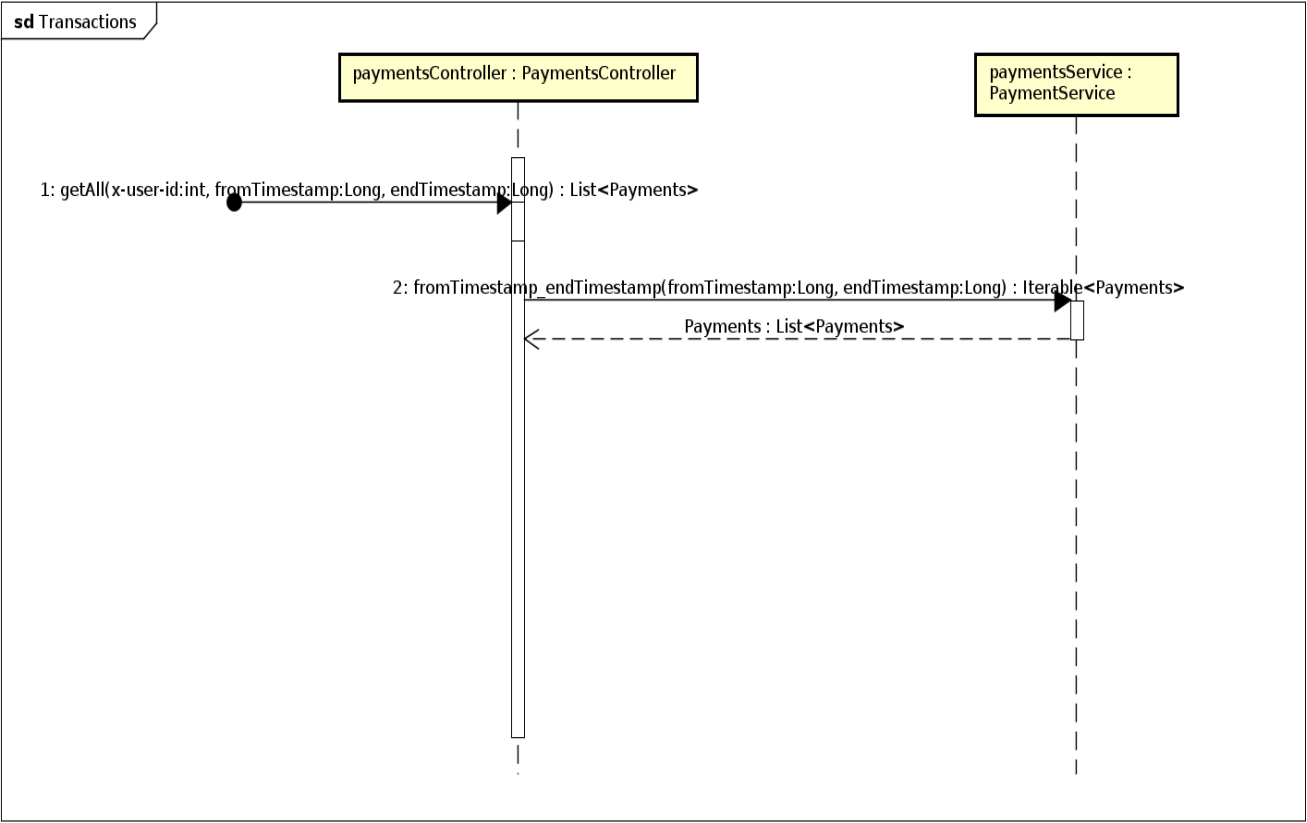 sd Transactions
paymentsController : PaymentsController
paymentsService :
PaymentService
1: getAll(x-user-id:int, fromTimestamp:Long, endTimestamp:Long) : List<Payments>
2: fromTimestamp_endTimestamp(fromTimestamp:Long, endTimestamp:Long) : Iterable<Payments>
Payments : List<Payments>